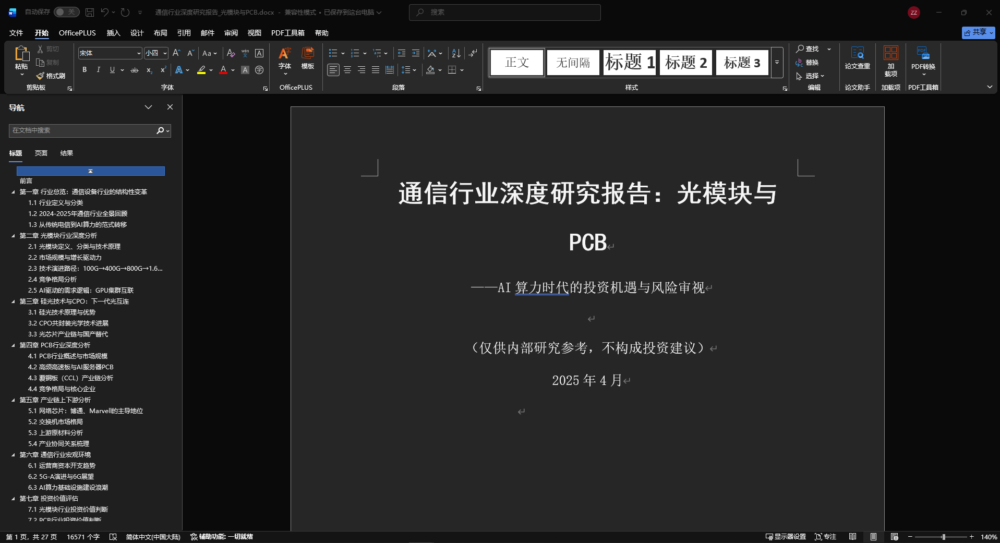 自动保存 关 通信行业深度研究报告_光模块与PCB.docx - 兼容性模式 • 已保存到这台电脑 搜索 ZZ
文件 开始 OfficePLUS 插入 设计 布局 引用 邮件 审阅 视图 PDF工具箱 帮助 共享
粘贴 剪切 复制 格式刷 剪贴板
宋体 小四 字体
字体 模板 OfficePLUS
段落
正文 无间隔 标题 1 标题 2 标题 3
样式
查找 替换 选择 编辑
论文查重 论文助手
加载项 加载项
PDF转换 PDF工具箱
导航
在文档中搜索
标题 页面 结果
前言
第一章 行业总览：通信设备行业的结构性变革
1.1 行业定义与分类
1.2 2024-2025年通信行业全景回顾
1.3 从传统电信到AI算力的范式转移
第二章 光模块行业深度分析
2.1 光模块定义、分类与技术原理
2.2 市场规模与增长驱动力
2.3 技术演进路径：100G→400G→800G→1.6...
2.4 竞争格局分析
2.5 AI驱动的需求逻辑：GPU集群互联
第三章 硅光技术与CPO：下一代光互连
3.1 硅光技术原理与优势
3.2 CPO共封装光学技术进展
3.3 光芯片产业链与国产替代
第四章 PCB行业深度分析
4.1 PCB行业概述与市场规模
4.2 高频高速板与AI服务器PCB
4.3 覆铜板（CCL）产业链分析
4.4 竞争格局与核心企业
第五章 产业链上下游分析
5.1 网络芯片：博通、Marvell的主导地位
5.2 交换机市场格局
5.3 上游原材料分析
5.4 产业协同关系梳理
第六章 通信行业宏观环境
6.1 运营商资本开支趋势
6.2 5G-A演进与6G展望
6.3 AI算力基础设施建设浪潮
第七章 投资价值评估
7.1 光模块行业投资价值判断
7.2 PCB行业投资价值判断
通信行业深度研究报告：光模块与
PCB
——AI 算力时代的投资机遇与风险审视
（仅供内部研究参考，不构成投资建议）
2025 年 4 月
第 1 页，共 27 页 16571 个字 简体中文(中国大陆) 辅助功能: 一切就绪 显示器设置 专注 140%